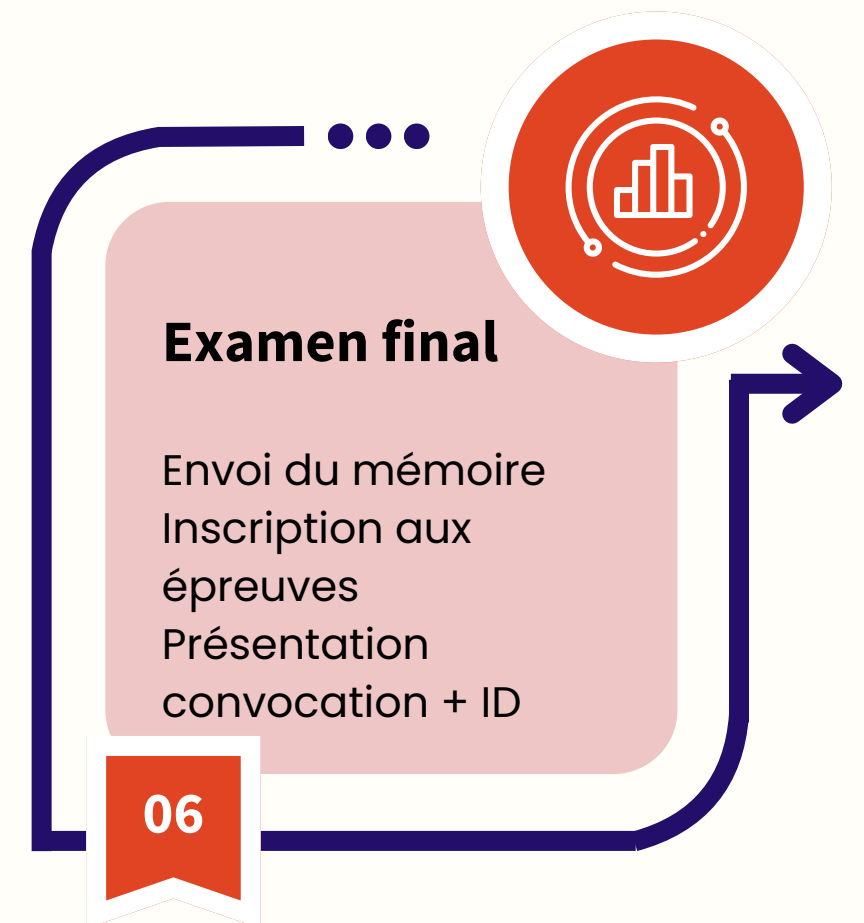 Examen final
Envoi du mémoire
Inscription aux
épreuves
Présentation
convocation + ID
06